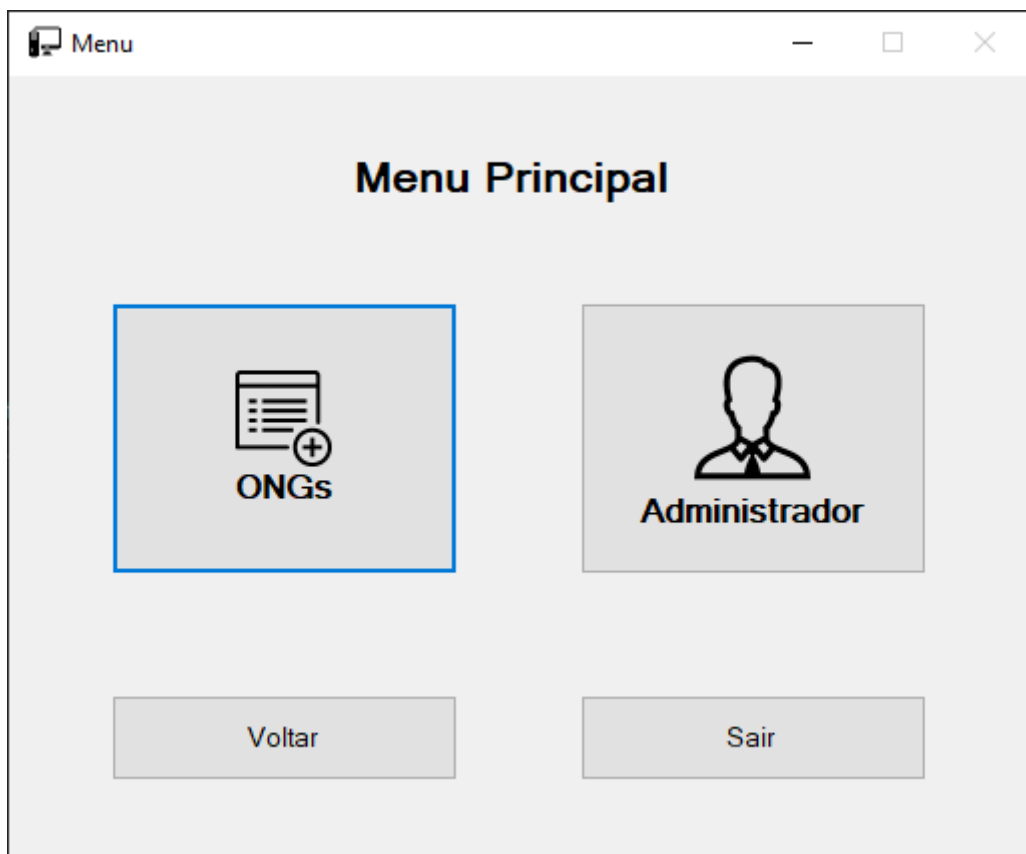 Menu
Menu Principal
ONGs
Administrador
Voltar
Sair